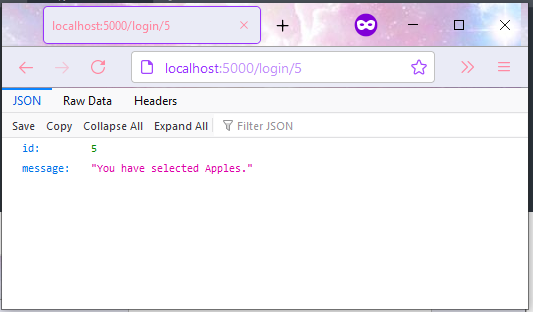 localhost:5000/login/5
localhost:5000/login/5
JSON Raw Data Headers
Save Copy Collapse All Expand All Filter JSON
id: 5
message: "You have selected Apples."